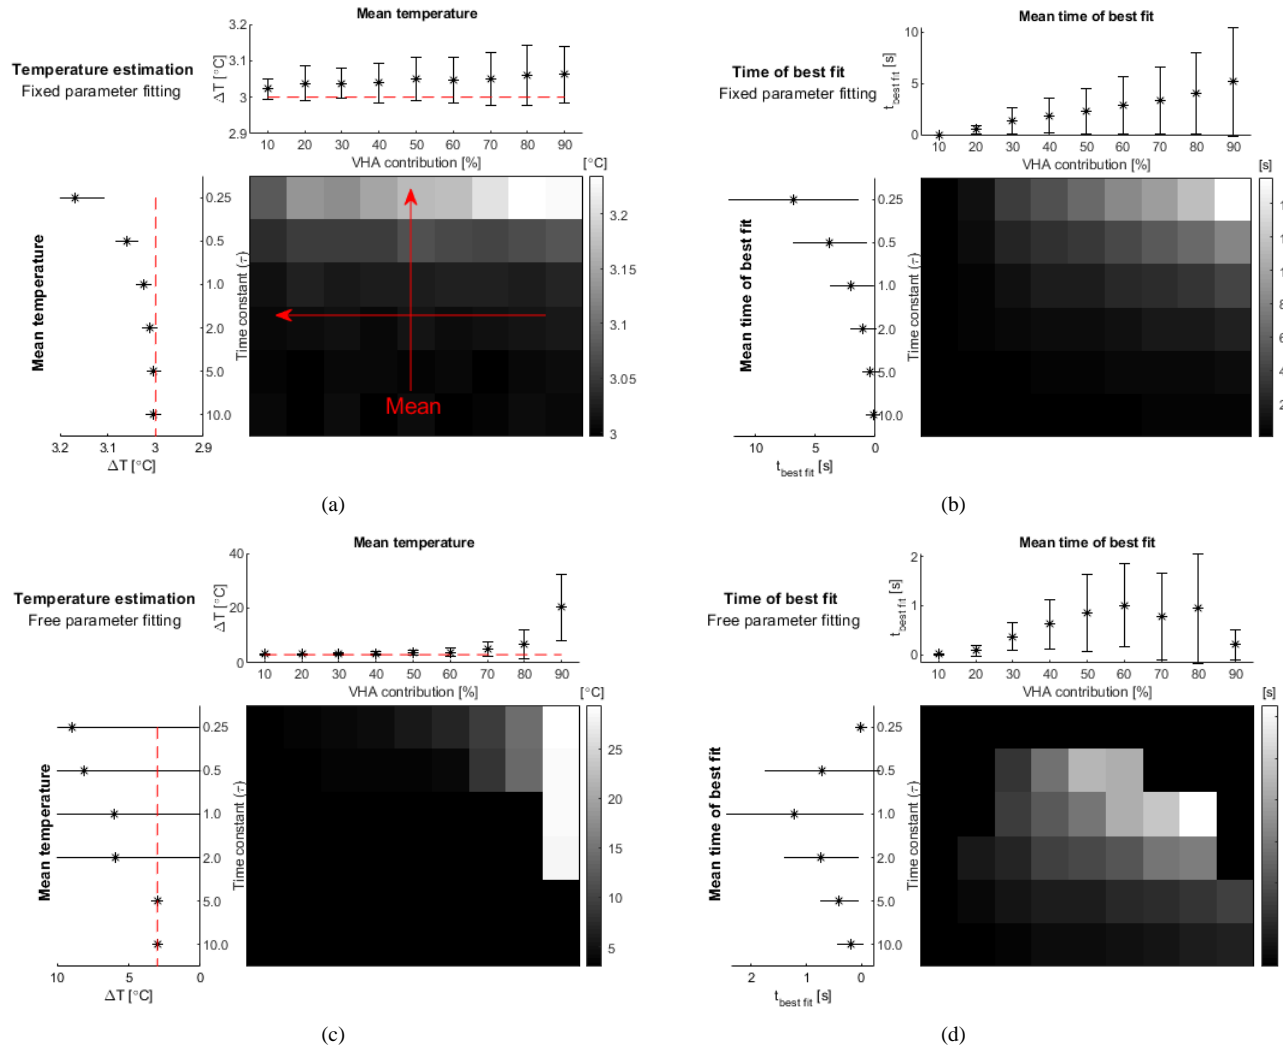 Mean temperature
Temperature estimation
Fixed parameter fitting
ΔT [°C]
3.2
3.1
3
2.9
10 20 30 40 50 60 70 80 90
VHA contribution [%]
[°C]
Mean temperature
0.25
0.5
1.0
2.0
5.0
10.0
3.2 3.1 3 2.9
ΔT [°C]
Time constant (τ)
Mean
3.2
3.15
3.1
3.05
3
(a)
Mean time of best fit
Time of best fit
Fixed parameter fitting
t best fit [s]
10
5
0
10 20 30 40 50 60 70 80 90
VHA contribution [%]
[s]
Mean time of best fit
0.25
0.5
1.0
2.0
5.0
10.0
10 5 0
t best fit [s]
Time constant (τ)
8
6
4
2
(b)
Mean temperature
Temperature estimation
Free parameter fitting
ΔT [°C]
40
20
0
10 20 30 40 50 60 70 80 90
VHA contribution [%]
[°C]
Mean temperature
0.25
0.5
1.0
2.0
5.0
10.0
10 5 0
ΔT [°C]
Time constant (τ)
25
20
15
10
5
(c)
Mean time of best fit
Time of best fit
Free parameter fitting
t best fit [s]
2
1
0
10 20 30 40 50 60 70 80 90
VHA contribution [%]
[s]
Mean time of best fit
0.25
0.5
1.0
2.0
5.0
10.0
2 1 0
t best fit [s]
Time constant (τ)
(d)